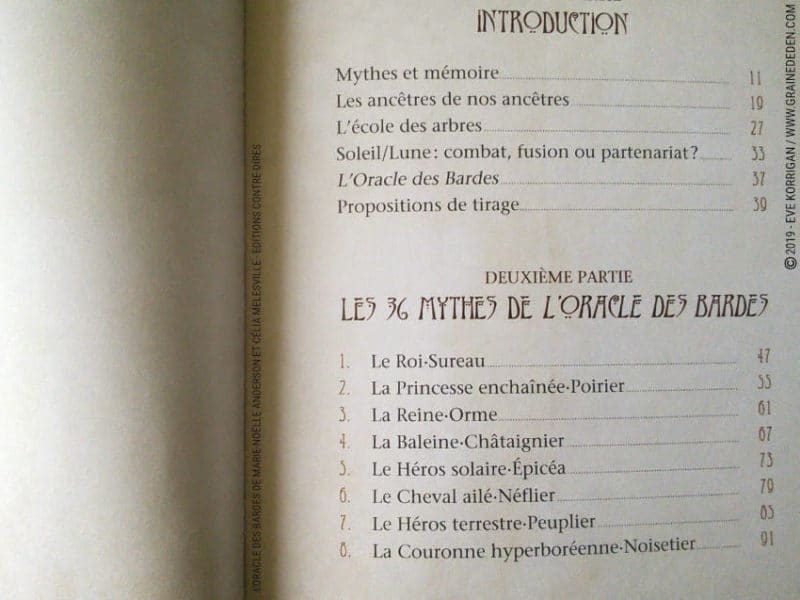 INTRODUCTION
Mythes et mémoire 11
Les ancêtres de nos ancêtres 19
L'école des arbres 27
Soleil/Lune : combat, fusion ou partenariat ? 33
L'Oracle des Bardes 37
Propositions de tirage 39
DEUXIÈME PARTIE
LES 36 MYTHES DE L'ORACLE DES BARDES
1. Le Roi·Sureau 47
2. La Princesse enchaînée·Poirier 55
3. La Reine·Orme 61
4. La Baleine·Châtaignier 67
5. Le Héros solaire·Épicéa 73
6. Le Cheval ailé·Néflier 79
7. Le Héros terrestre·Peuplier 85
8. La Couronne hyperboréenne·Noisetier 91
L'ORACLE DES BARDES DE MARIE NOËLLE ANDERSON ET CÉLIA MELESVILLE - EDITIONS CONTRE DIRES
© 2019 - EVE KORRIGAN / WWW.GRAINEDEDEN.COM